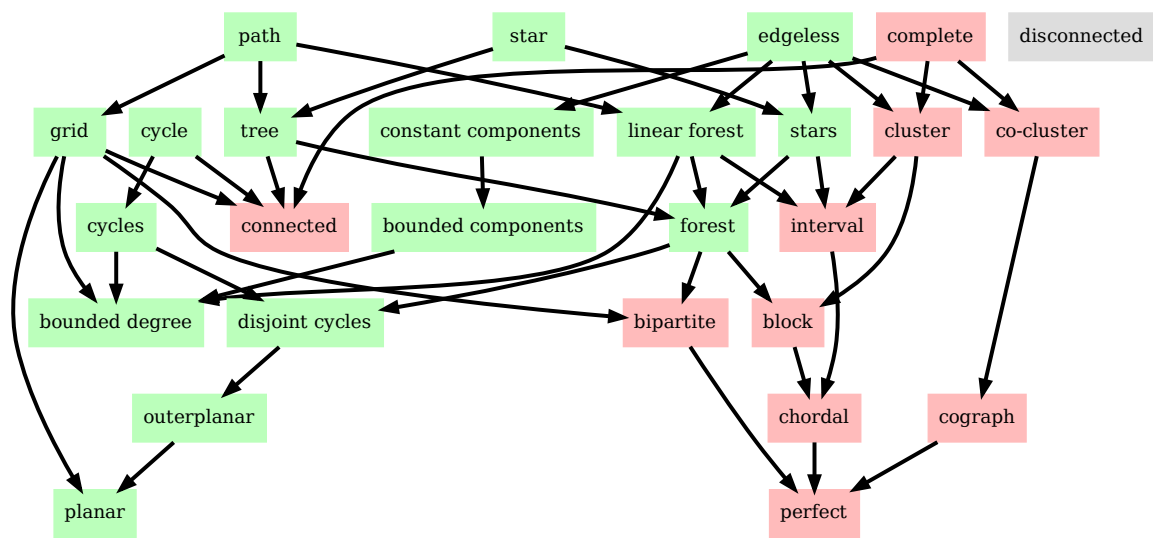 path
star
edgeless
complete
disconnected
grid
cycle
tree
constant components
linear forest
stars
cluster
co-cluster
cycles
connected
bounded components
forest
interval
bounded degree
disjoint cycles
bipartite
block
outerplanar
chordal
cograph
planar
perfect